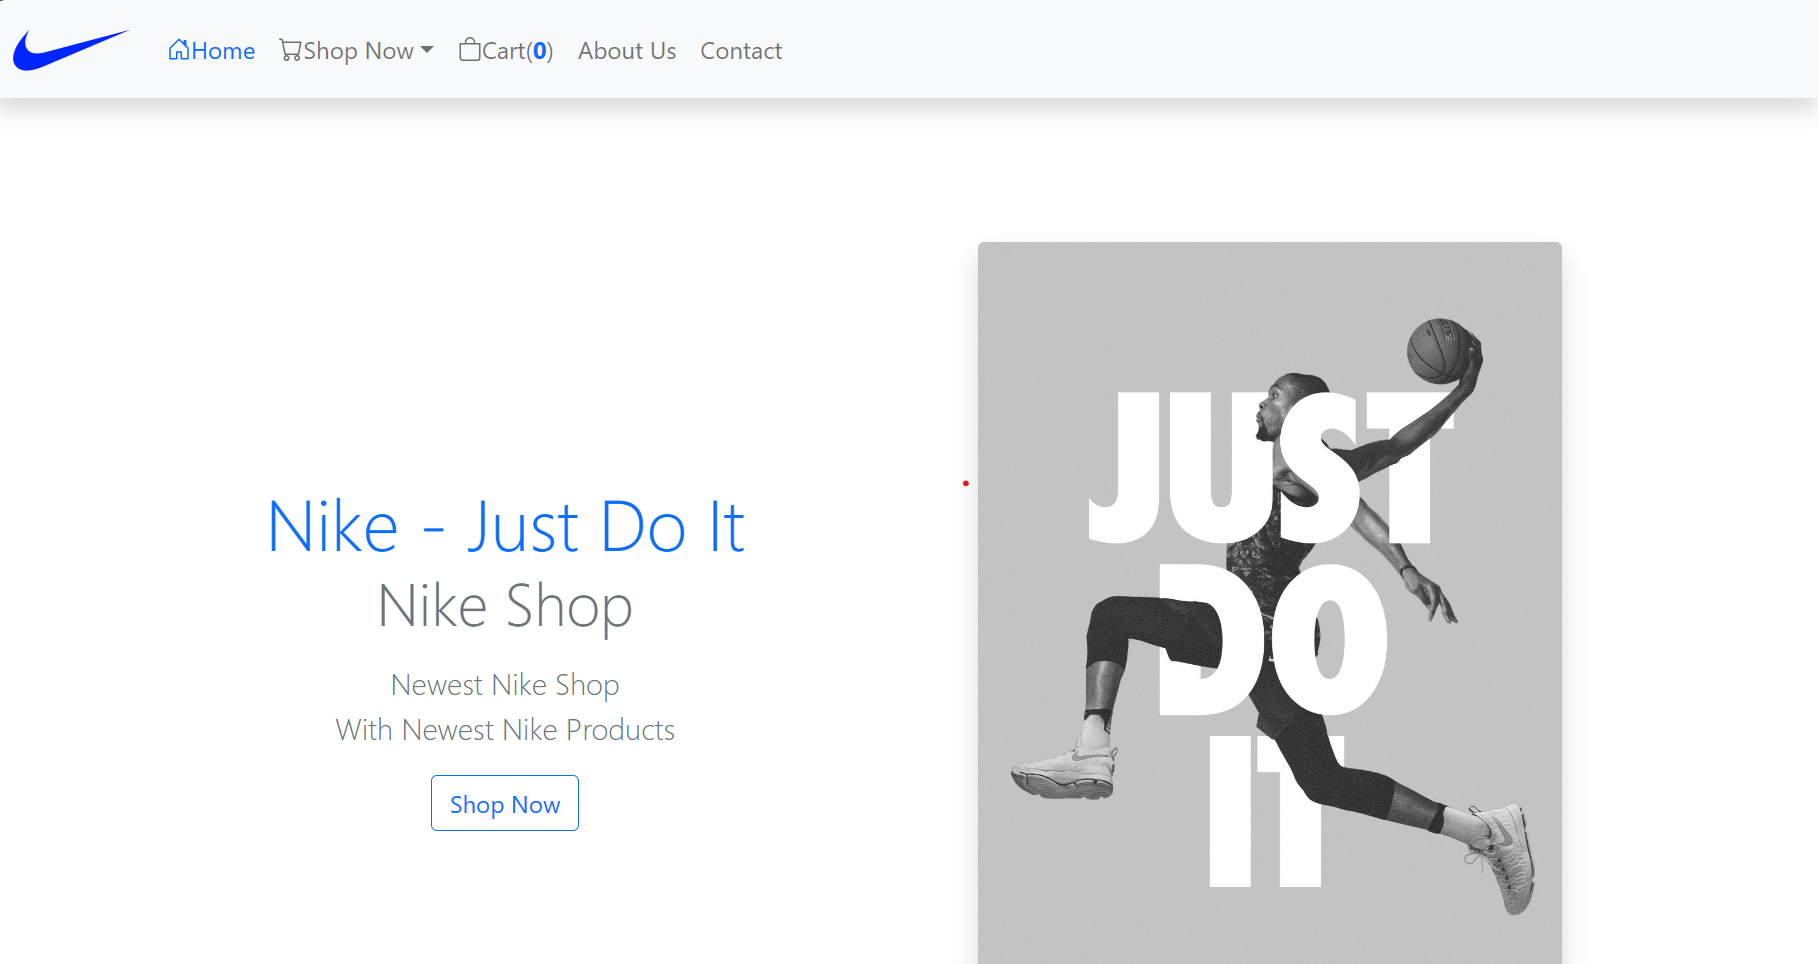 Home Shop Now Cart(0) About Us Contact
Nike - Just Do It
Nike Shop
Newest Nike Shop
With Newest Nike Products
Shop Now
JUST
DO
IT